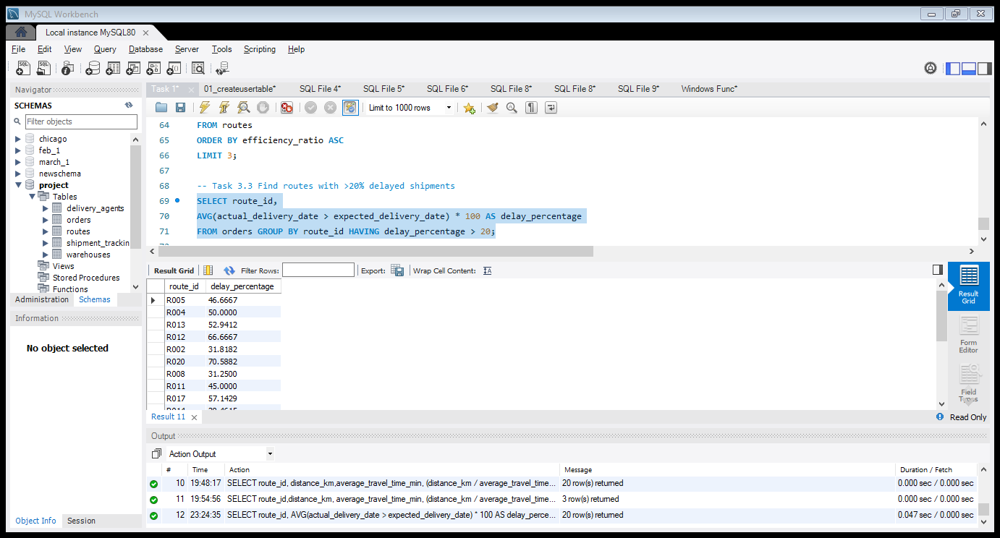 MySQL Workbench
Local instance MySQL80
File Edit View Query Database Server Tools Scripting Help
Navigator
SCHEMAS
Filter objects
chicago
feb_1
march_1
newschema
project
Tables
delivery_agents
orders
routes
shipment_trackin
warehouses
Views
Stored Procedures
Functions
Administration Schemas
Information
No object selected
Object Info Session
Task 1* 01_createusertable* SQL File 4* SQL File 5* SQL File 6* SQL File 8* SQL File 8* SQL File 9* Windows Func*
Limit to 1000 rows
64 FROM routes
65 ORDER BY efficiency_ratio ASC
66 LIMIT 3;
67
68 -- Task 3.3 Find routes with >20% delayed shipments
69 SELECT route_id,
70 AVG(actual_delivery_date > expected_delivery_date) * 100 AS delay_percentage
71 FROM orders GROUP BY route_id HAVING delay_percentage > 20;
Result Grid Filter Rows: Export: Wrap Cell Content:
route_id delay_percentage
R005 46.6667
R004 50.0000
R013 52.9412
R012 66.6667
R002 31.8182
R020 70.5882
R008 31.2500
R011 45.0000
R017 57.1429
Result Grid
Form Editor
Field Types
Result 11
Read Only
Output
Action Output
# Time Action Message Duration / Fetch
10 19:48:17 SELECT route_id, distance_km,average_travel_time_min, (distance_km / average_travel_time... 20 row(s) returned 0.000 sec / 0.000 sec
11 19:54:56 SELECT route_id,distance_km, average_travel_time_min, (distance_km / average_travel_time... 3 row(s) returned 0.000 sec / 0.000 sec
12 23:24:35 SELECT route_id, AVG(actual_delivery_date > expected_delivery_date) * 100 AS delay_perce... 20 row(s) returned 0.047 sec / 0.000 sec